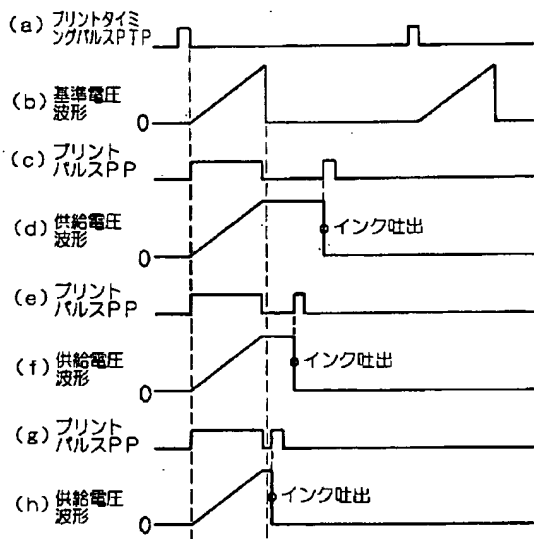 (a) プリントタイミ
ングパルスPTP
(b) 基準電圧
波形
0
(c) プリント
パルスPP
(d) 供給電圧
波形
0
インク吐出
(e) プリント
パルスPP
(f) 供給電圧
波形
0
インク吐出
(g) プリント
パルスPP
(h) 供給電圧
波形
0
インク吐出